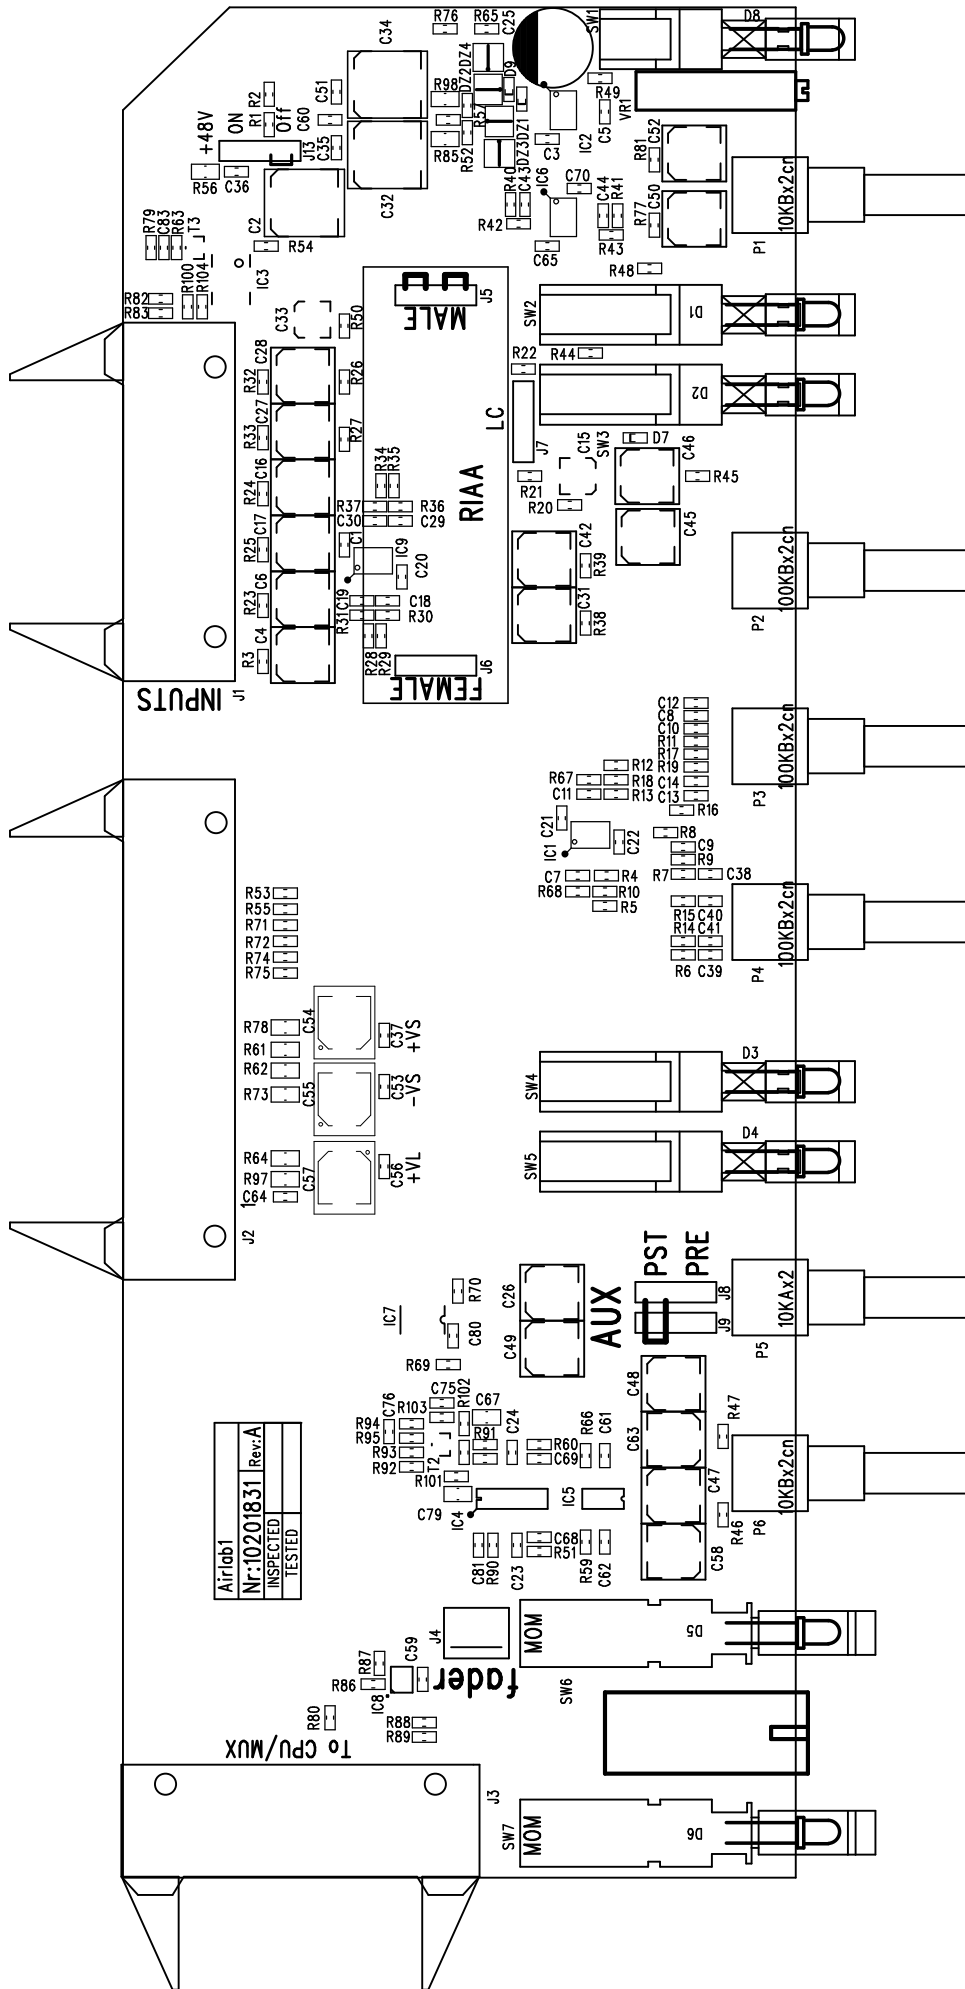 R76
R65
C25
SW1
D8
C34
DZ2
DZ4
D9
R98
R49
VR1
C51
R2
R1
ON
Off
+48V
C60
C35
J13
R56
C36
R85
R52
DZ3
DZ1
C3
IC2
C5
R81
C52
C32
R40
C43
IC6
C70
C44
R41
R77
C50
10KBx2cn
P1
R42
R43
C65
C2
R54
R79
C83
R63
T3
R100
R104
IC3
R82
R83
R48
J5
MALE
SW2
D1
C33
R50
R22
R44
C28
R32
R26
D2
LC
J7
C27
R33
R27
C15
SW3
D7
C46
R45
R34
R35
RIAA
R21
R20
C16
R24
R37
R36
C30
C29
C17
R25
IC9
C20
C42
R39
C45
100KBx2cn
P2
C6
R23
C19
C18
R31
R30
C31
R38
C4
R3
R28
R29
J6
FEMALE
INPUTS
J1
C12
C8
C10
R11
R17
R19
C14
C13
R16
100KBx2cn
P3
R12
R67
R18
C11
R13
C21
IC1
C22
R8
C9
R9
R7
C38
C7
R4
R68
R10
R5
R15
C40
R14
C41
R6
C39
100KBx2cn
P4
R53
R55
R71
R72
R74
R75
R78
C54
C37
+VS
R61
R62
R73
C55
C53
-VS
SW4
D3
R64
R97
C64
C57
C56
+VL
SW5
D4
1
J2
IC7
R70
C80
R69
C26
C49
AUX
PST
PRE
J8
J9
10KAx2
P5
C48
R47
C63
C47
R46
10KBx2cn
P6
C58
C76
R103
C75
R102
C67
R94
R95
R93
R92
T2
R91
C24
R60
C69
R66
C61
R101
C79
IC4
IC5
C81
R90
C23
C68
R51
R59
C62
Airlab1
Nr:10201831
Rev:A
INSPECTED
TESTED
J4
MOM
D5
SW6
R87
R86
C59
IC8
fader
R80
R88
R89
To CPU/MUX
J3
SW7
MOM
D6